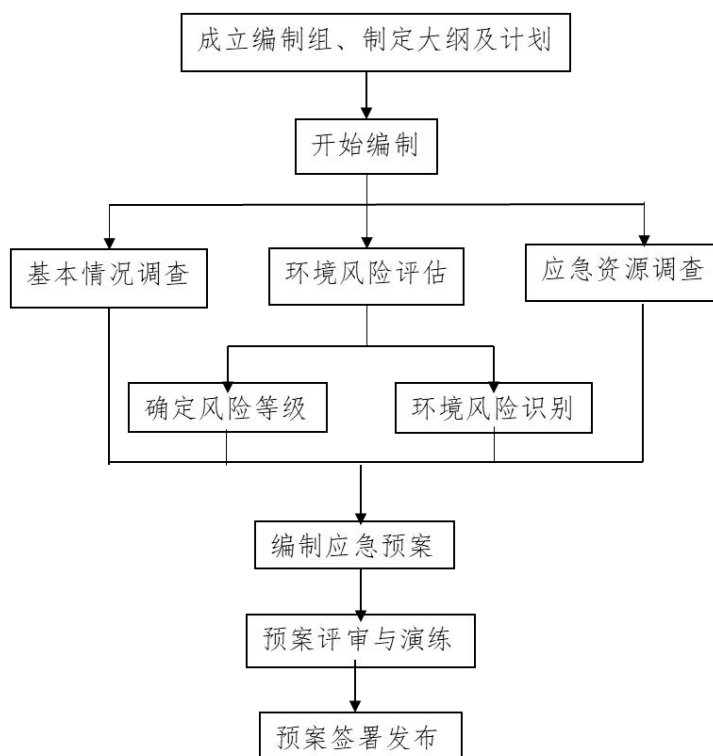 成立编制组、制定大纲及计划
开始编制
基本情况调查
环境风险评估
应急资源调查
确定风险等级
环境风险识别
编制应急预案
预案评审与演练
预案签署发布